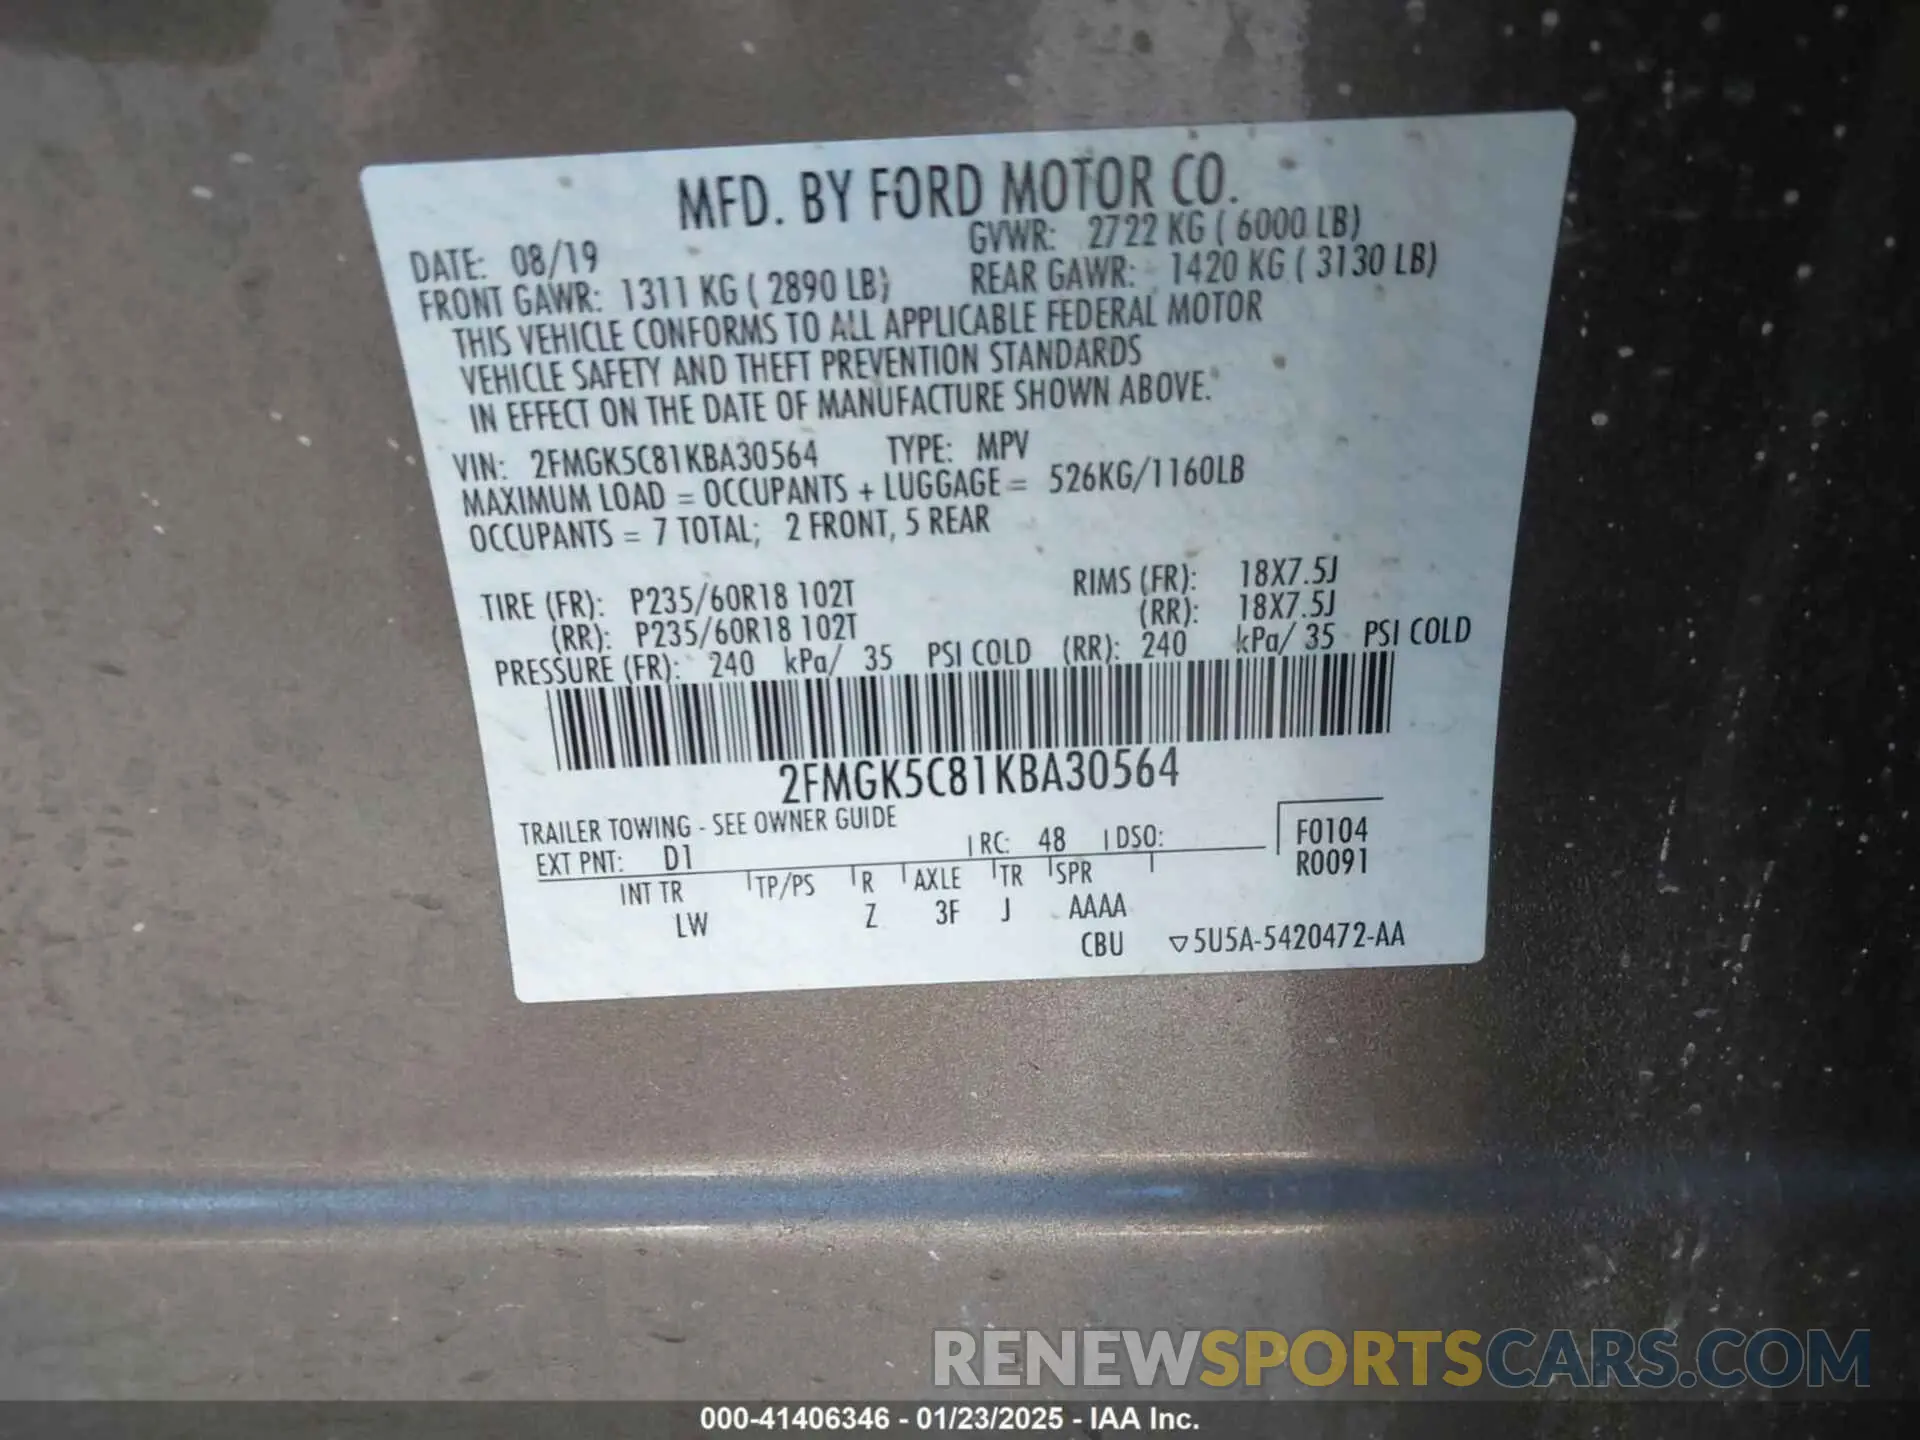 MFD. BY FORD MOTOR CO.
DATE: 08/19 GVWR: 2722 KG ( 6000 LB)
FRONT GAWR: 1311 KG ( 2890 LB) REAR GAWR: 1420 KG ( 3130 LB)
THIS VEHICLE CONFORMS TO ALL APPLICABLE FEDERAL MOTOR
VEHICLE SAFETY AND THEFT PREVENTION STANDARDS
IN EFFECT ON THE DATE OF MANUFACTURE SHOWN ABOVE.
VIN: 2FMGK5C81KBA30564 TYPE: MPV
MAXIMUM LOAD = OCCUPANTS + LUGGAGE = 526KG/1160LB
OCCUPANTS = 7 TOTAL; 2 FRONT, 5 REAR
TIRE (FR): P235/60R18 102T RIMS (FR): 18X7.5J
(RR): P235/60R18 102T (RR): 18X7.5J
PRESSURE (FR): 240 kPa/ 35 PSI COLD (RR): 240 kPa/ 35 PSI COLD
2FMGK5C81KBA30564
TRAILER TOWING - SEE OWNER GUIDE
EXT PNT: D1 RC: 48 DSO: F0104
R0091
INT TR TP/PS R AXLE TR SPR
LW Z 3F J AAAA
CBU ▽5U5A-5420472-AA
RENEWSPORTSCARS.COM
000-41406346 - 01/23/2025 - IAA Inc.